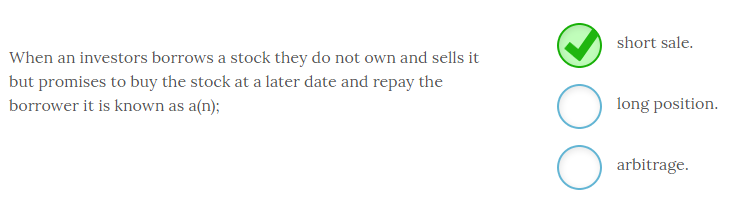 When an investors borrows a stock they do not own and sells it
but promises to buy the stock at a later date and repay the
borrower it is known as a(n);
short sale.
long position.
arbitrage.